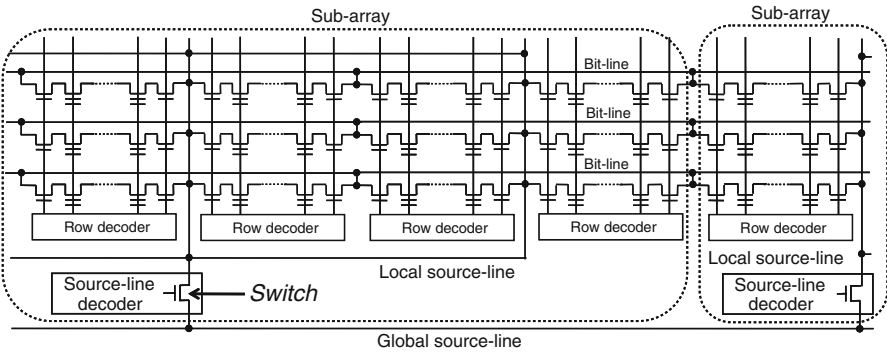 Sub-array
Sub-array
Bit-line
Bit-line
Bit-line
Row decoder
Row decoder
Row decoder
Row decoder
Row decoder
Local source-line
Local source-line
Source-line
decoder
Switch
Source-line
decoder
Global source-line